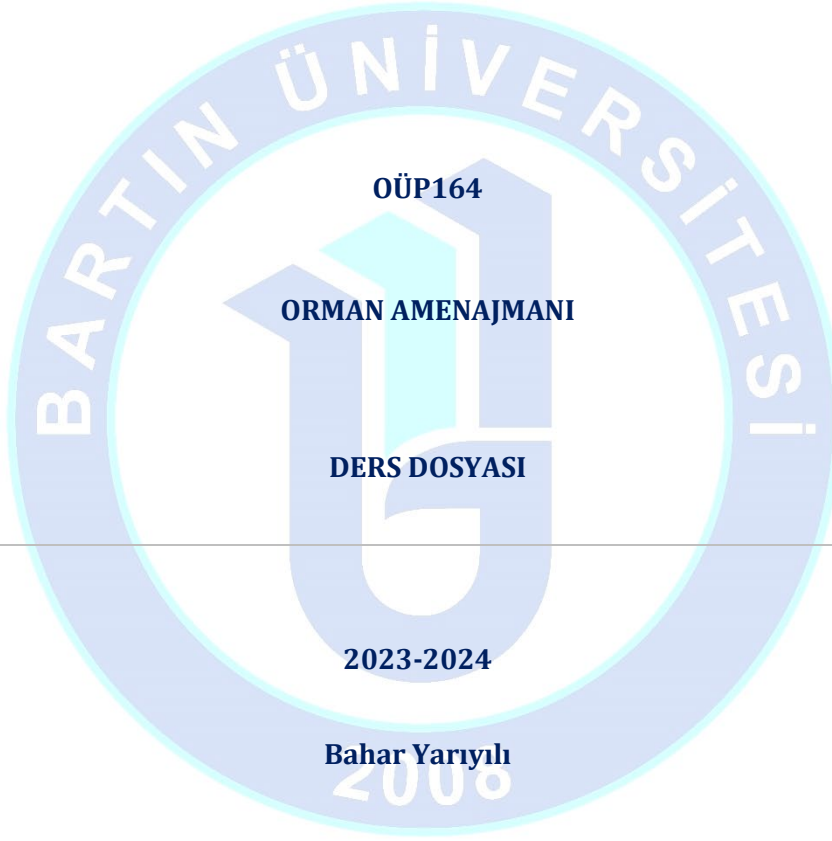 BARTIN ÜNİVERSİTESİ
OÜP164
ORMAN AMENAJMANI
DERS DOSYASI
2023-2024
Bahar Yarıyılı
2008